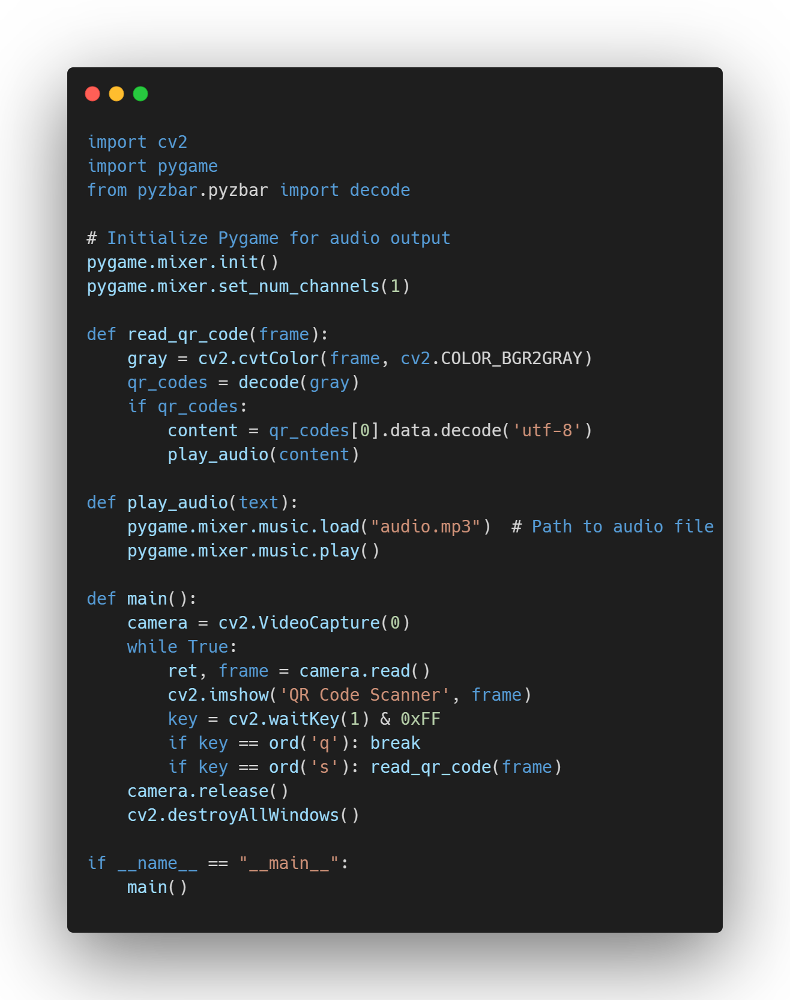 import cv2
import pygame
from pyzbar.pyzbar import decode

# Initialize Pygame for audio output
pygame.mixer.init()
pygame.mixer.set_num_channels(1)

def read_qr_code(frame):
    gray = cv2.cvtColor(frame, cv2.COLOR_BGR2GRAY)
    qr_codes = decode(gray)
    if qr_codes:
        content = qr_codes[0].data.decode('utf-8')
        play_audio(content)

def play_audio(text):
    pygame.mixer.music.load("audio.mp3")  # Path to audio file
    pygame.mixer.music.play()

def main():
    camera = cv2.VideoCapture(0)
    while True:
        ret, frame = camera.read()
        cv2.imshow('QR Code Scanner', frame)
        key = cv2.waitKey(1) & 0xFF
        if key == ord('q'): break
        if key == ord('s'): read_qr_code(frame)
    camera.release()
    cv2.destroyAllWindows()

if __name__ == "__main__":
    main()